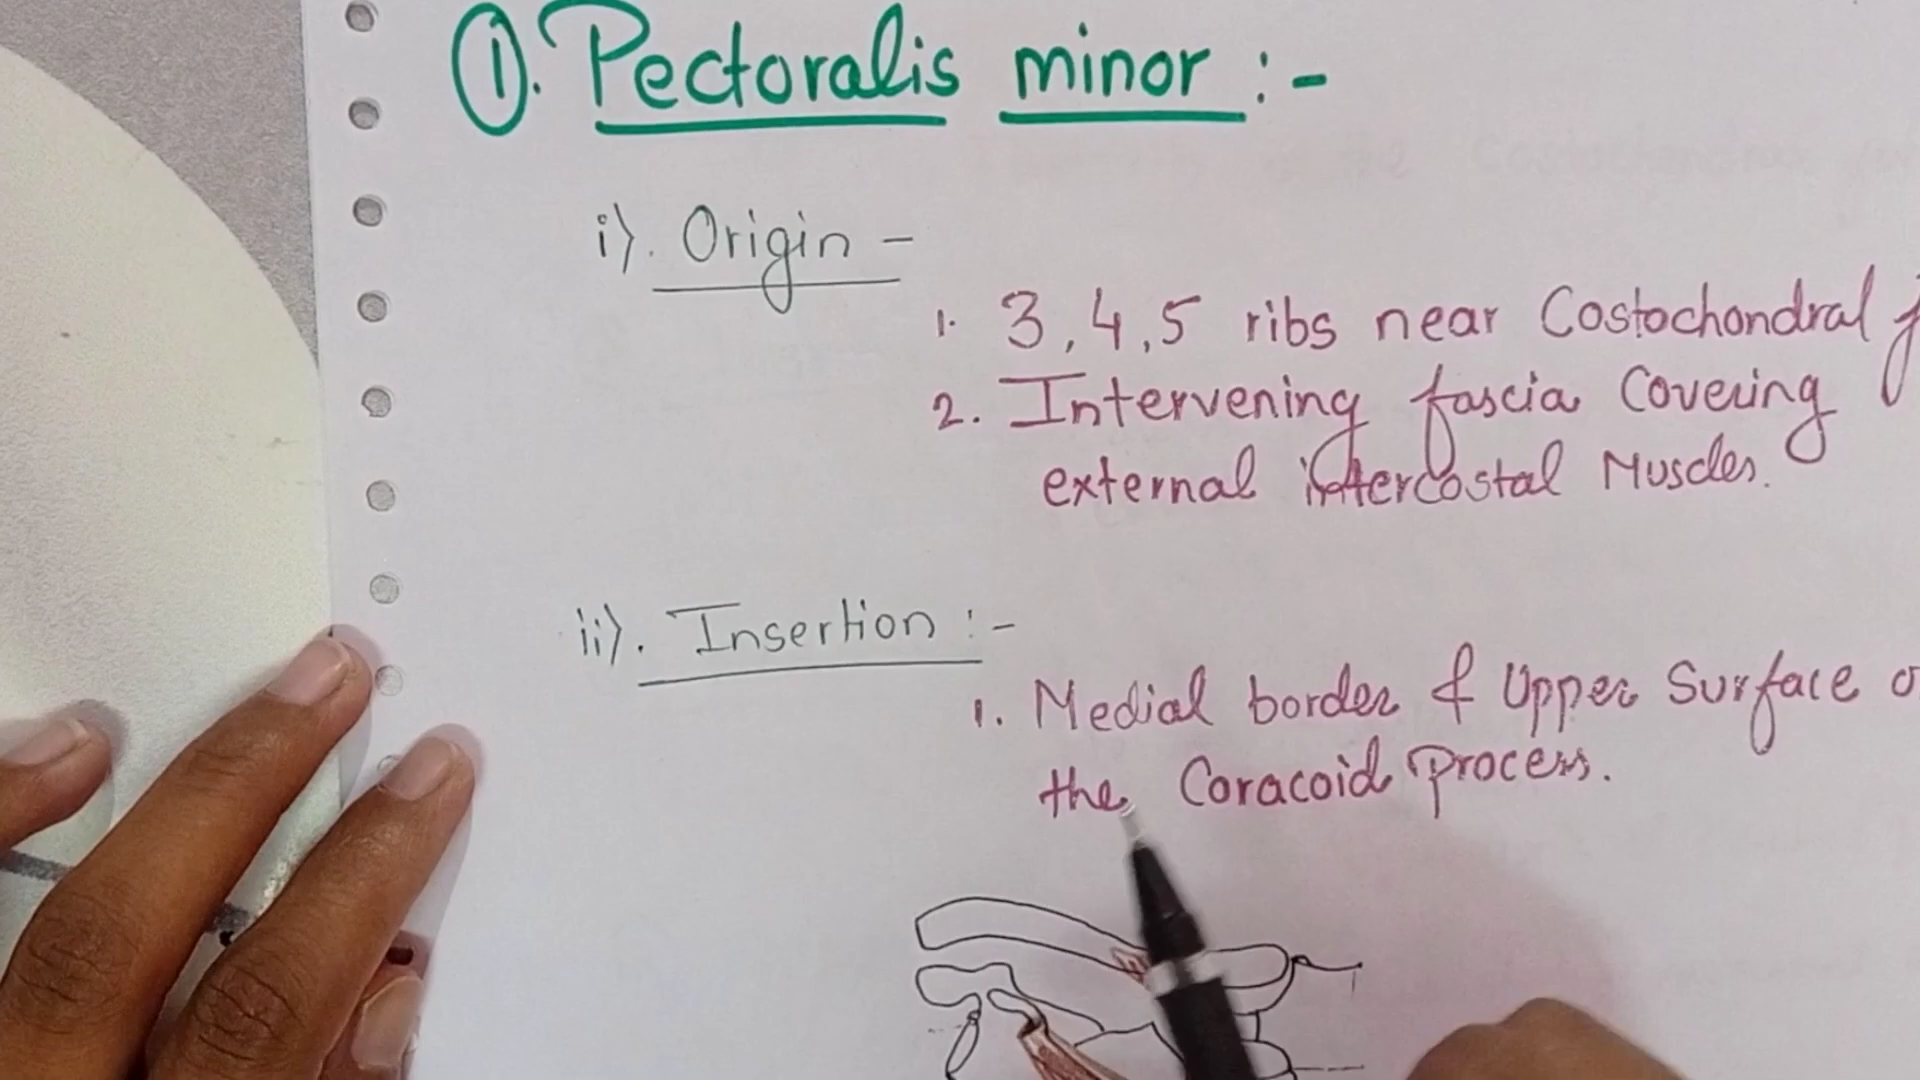 ①. Pectoralis minor :-
i). Origin -
1. 3, 4, 5 ribs near Costochondral
2. Intervening fascia Covering
external intercostal Muscles.
ii). Insertion :-
1. Medial border & Upper Surface
the Coracoid Process.